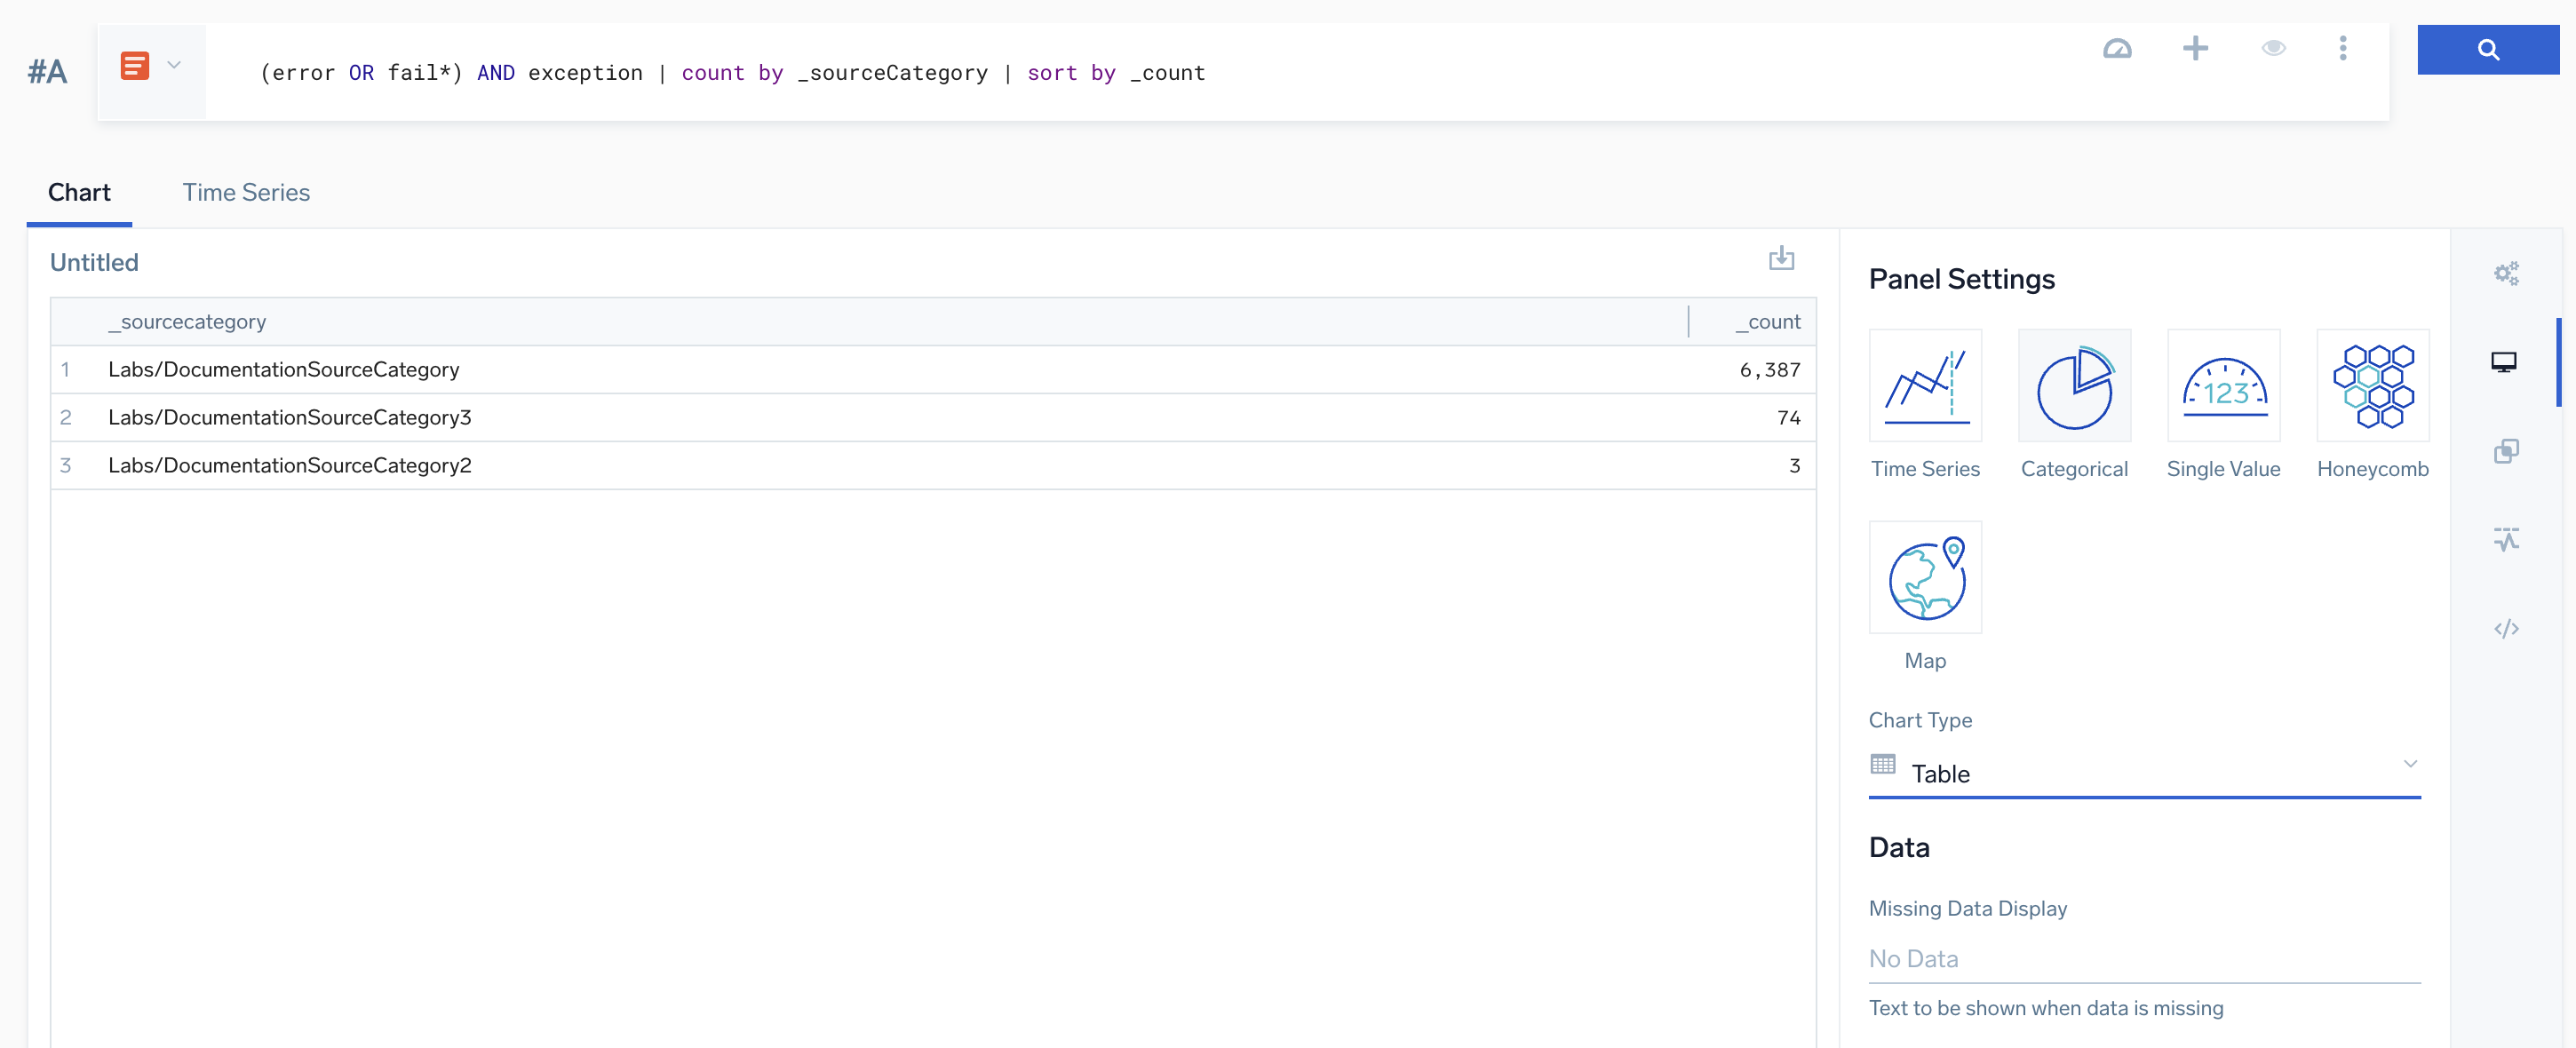 #A
(error OR fail*) AND exception | count by _sourceCategory | sort by _count
Chart Time Series
Untitled
_sourcecategory _count
1 Labs/DocumentationSourceCategory 6,387
2 Labs/DocumentationSourceCategory3 74
3 Labs/DocumentationSourceCategory2 3
Panel Settings
123
Time Series Categorical Single Value Honeycomb
Map
Chart Type
Table
Data
Missing Data Display
No Data
Text to be shown when data is missing